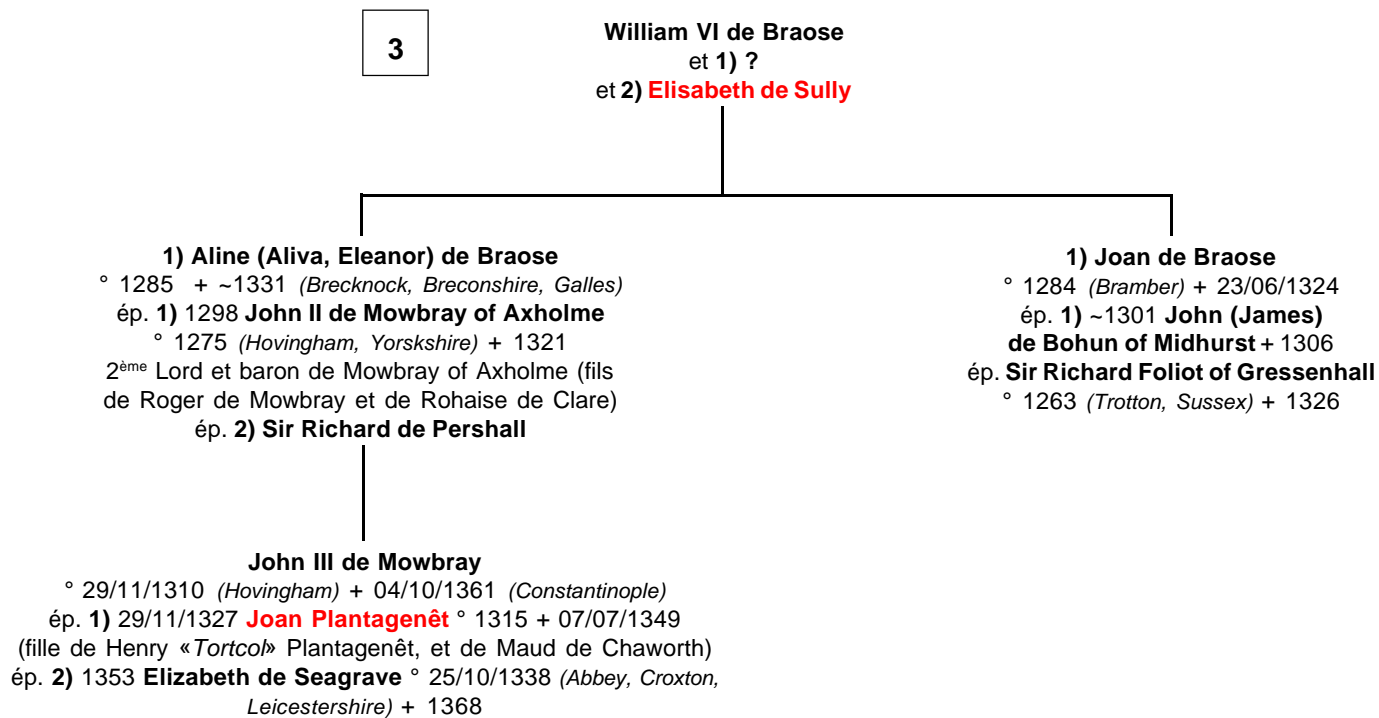 3
William VI de Braose
et 1) ?
et 2) Elisabeth de Sully
1) Aline (Aliva, Eleanor) de Braose
° 1285 + ~1331 (Brecknock, Breconshire, Galles)
ép. 1) 1298 John II de Mowbray of Axholme
° 1275 (Hovingham, Yorskshire) + 1321
2ème Lord et baron de Mowbray of Axholme (fils
de Roger de Mowbray et de Rohaise de Clare)
ép. 2) Sir Richard de Pershall
1) Joan de Braose
° 1284 (Bramber) + 23/06/1324
ép. 1) ~1301 John (James)
de Bohun of Midhurst + 1306
ép. Sir Richard Foliot of Gressenhall
° 1263 (Trotton, Sussex) + 1326
John III de Mowbray
° 29/11/1310 (Hovingham) + 04/10/1361 (Constantinople)
ép. 1) 29/11/1327 Joan Plantagenêt ° 1315 + 07/07/1349
(fille de Henry «Tortcol» Plantagenêt, et de Maud de Chaworth)
ép. 2) 1353 Elizabeth de Seagrave ° 25/10/1338 (Abbey, Croxton,
Leicestershire) + 1368